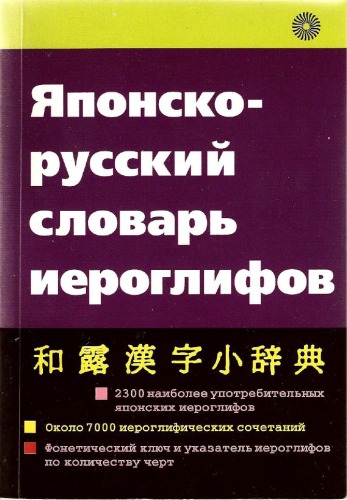 Японско-
русский
словарь
иероглифов
和露漢字小辞典
2300 наиболее употребительных
японских иероглифов
Около 7000 иероглифических сочетаний
Фонетический ключ и указатель иероглифов
по количеству черт